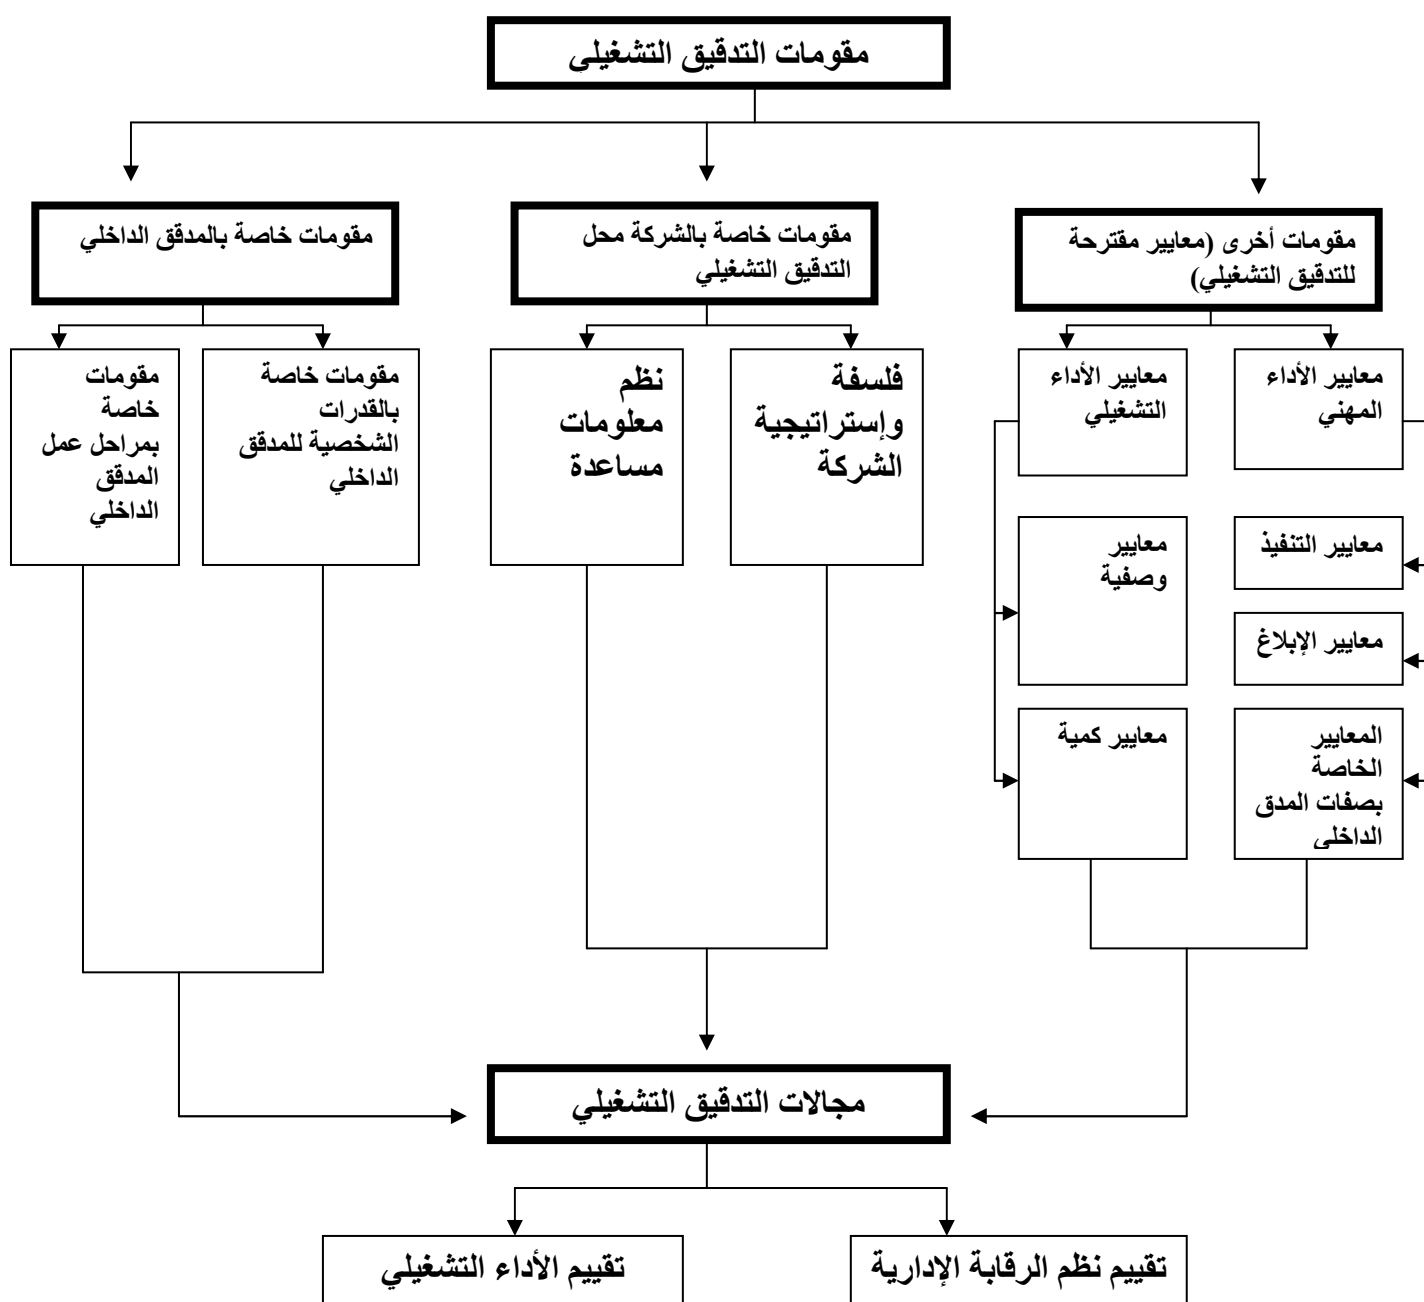 مقومات التدقيق التشغيلي
مقومات أخرى (معايير مقترحة
للتدقيق التشغيلي)
مقومات خاصة بالشركة محل
التدقيق التشغيلي
مقومات خاصة بالمدقق الداخلي
معايير الأداء
المهني
معايير الأداء
التشغيلي
فلسفة
وإستراتيجية
الشركة
نظم
معلومات
مساعدة
مقومات خاصة
بالقدرات
الشخصية للمدقق
الداخلي
مقومات
خاصة
بمراحل عمل
المدقق
الداخلي
معايير التنفيذ
معايير
وصفية
معايير الإبلاغ
المعايير
الخاصة
بصفات المدق
الداخلي
معايير كمية
مجالات التدقيق التشغيلي
تقييم نظم الرقابة الإدارية
تقييم الأداء التشغيلي